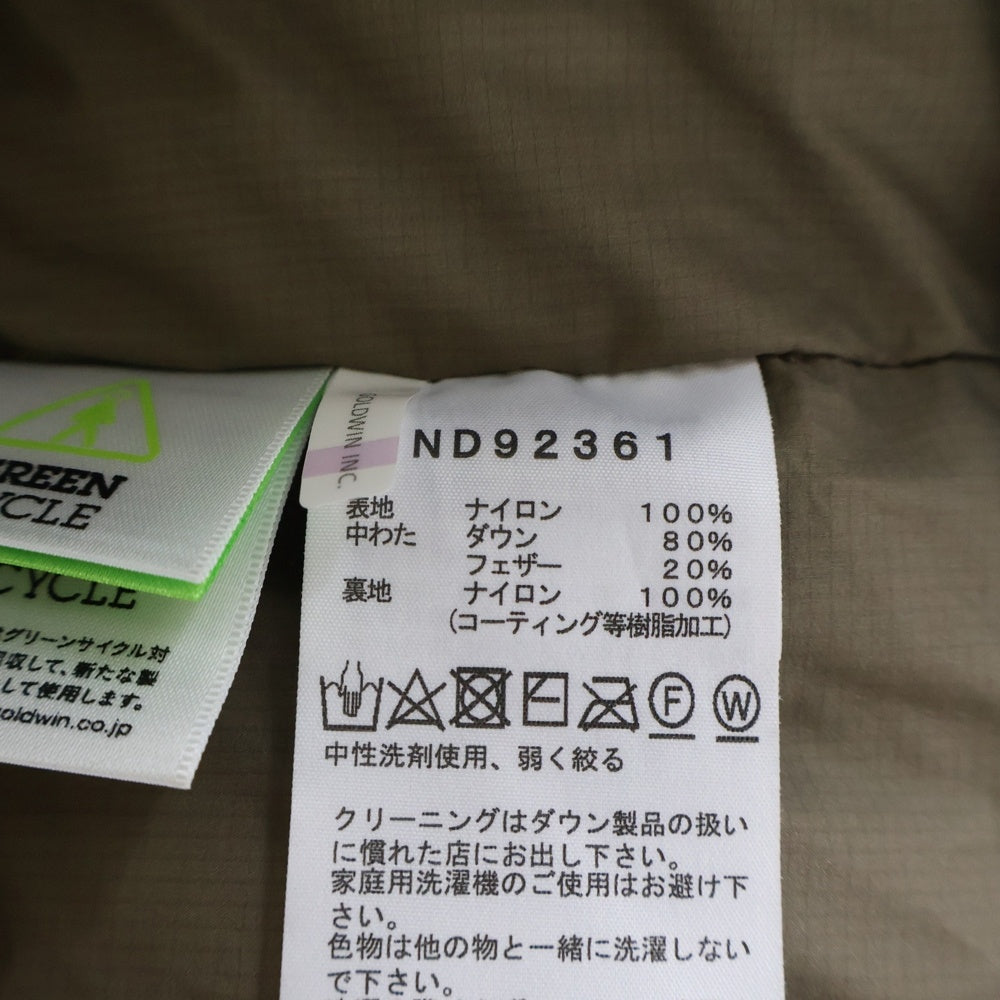 GOLDWIN INC.
ND92361
表地 ナイロン 100%
中わた ダウン 80%
フェザー 20%
裏地 ナイロン 100%
(コーティング等樹脂加工)
F W
中性洗剤使用、弱く絞る
クリーニングはダウン製品の扱い
に慣れた店にお出し下さい。
家庭用洗濯機のご使用はお避け下
さい。
色物は他の物と一緒に洗濯しない
で下さい。
REEN
YCLE
CYCLE
グリーンサイクル対
回収して、新たな製
して使用します。
oldwin.co.jp